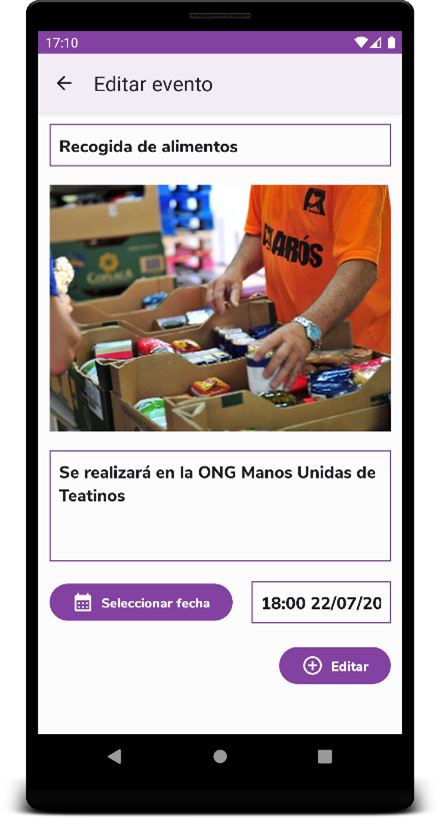 17:10
Editar evento
Recogida de alimentos
CLARÓS
COPLACA
Se realizará en la ONG Manos Unidas de
Teatinos
Seleccionar fecha
18:00 22/07/20
Editar